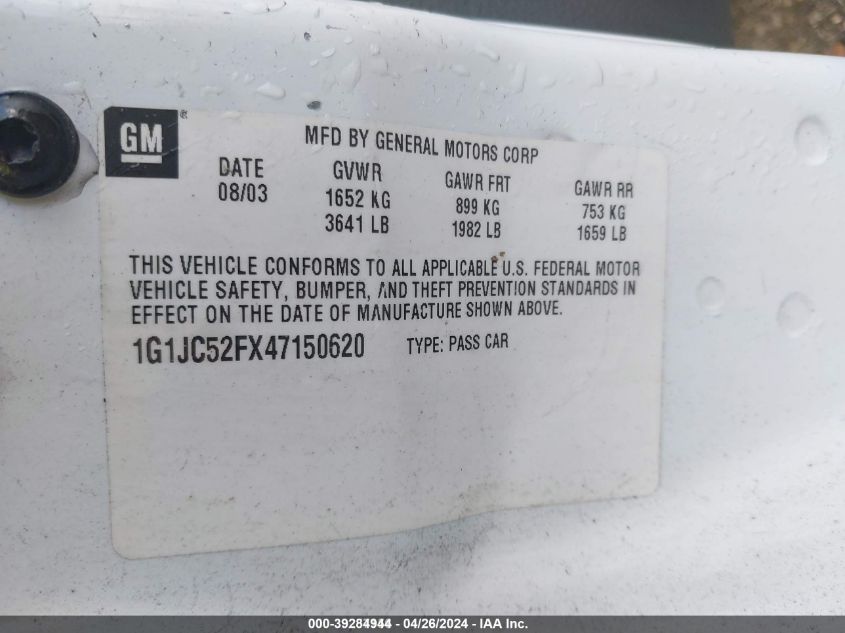 GM®
MFD BY GENERAL MOTORS CORP
DATE GVWR GAWR FRT GAWR RR
08/03 1652 KG 899 KG 753 KG
3641 LB 1982 LB 1659 LB
THIS VEHICLE CONFORMS TO ALL APPLICABLE U.S. FEDERAL MOTOR
VEHICLE SAFETY, BUMPER, AND THEFT PREVENTION STANDARDS IN
EFFECT ON THE DATE OF MANUFACTURE SHOWN ABOVE.
1G1JC52FX47150620 TYPE: PASS CAR
000-39284944 - 04/26/2024 - IAA Inc.